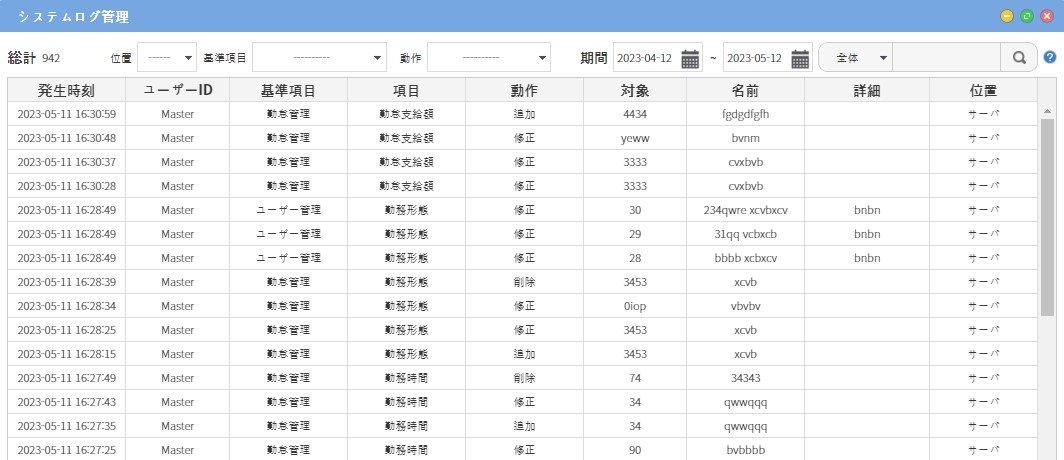 システムログ管理
総計 942 位置 ------ 基準項目 ---------- 動作 ---------- 期間 2023-04-12 ~ 2023-05-12 全体
発生時刻 ユーザーID 基準項目 項目 動作 対象 名前 詳細 位置
2023-05-11 16:30:59 Master 勤怠管理 勤怠支給額 追加 4434 fgdgdfgfh サーバ
2023-05-11 16:30:48 Master 勤怠管理 勤怠支給額 修正 yeww bvnm サーバ
2023-05-11 16:30:37 Master 勤怠管理 勤怠支給額 修正 3333 cvxbvb サーバ
2023-05-11 16:30:28 Master 勤怠管理 勤怠支給額 修正 3333 cvxbvb サーバ
2023-05-11 16:28:49 Master ユーザー管理 勤務形態 修正 30 234qwre xcvbxcv bnbn サーバ
2023-05-11 16:28:49 Master ユーザー管理 勤務形態 修正 29 31qq vcbxcb bnbn サーバ
2023-05-11 16:28:49 Master ユーザー管理 勤務形態 修正 28 bbbb xcbxcv bnbn サーバ
2023-05-11 16:28:39 Master 勤怠管理 勤務形態 削除 3453 xcvb サーバ
2023-05-11 16:28:34 Master 勤怠管理 勤務形態 修正 0iop vbvbv サーバ
2023-05-11 16:28:25 Master 勤怠管理 勤務形態 修正 3453 xcvb サーバ
2023-05-11 16:28:15 Master 勤怠管理 勤務形態 追加 3453 xcvb サーバ
2023-05-11 16:27:49 Master 勤怠管理 勤務時間 削除 74 34343 サーバ
2023-05-11 16:27:43 Master 勤怠管理 勤務時間 修正 34 qwwqqq サーバ
2023-05-11 16:27:35 Master 勤怠管理 勤務時間 追加 34 qwwqqq サーバ
2023-05-11 16:27:25 Master 勤怠管理 勤務時間 修正 90 bvbbbb サーバ